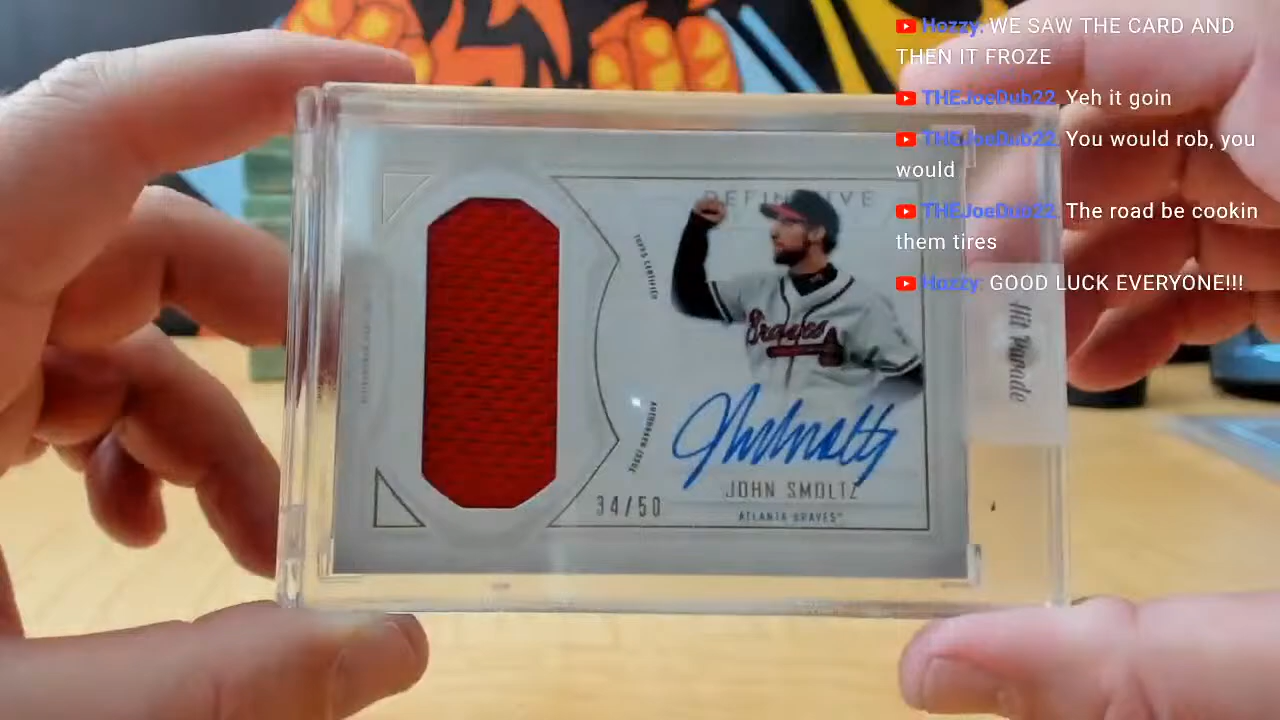 Hozzy: WE SAW THE CARD AND
THEN IT FROZE
THEJoeDub22: Yeh it goin
THEJoeDub22: You would rob, you
would
THEJoeDub22: The road be cookin
them tires
Hozzy: GOOD LUCK EVERYONE!!!
DEFINITIVE
TOPPS CERTIFIED
Braves
AUTOGRAPH ISSUE
34/50
JOHN SMOLTZ
ATLANTA BRAVES™
Hit Parade